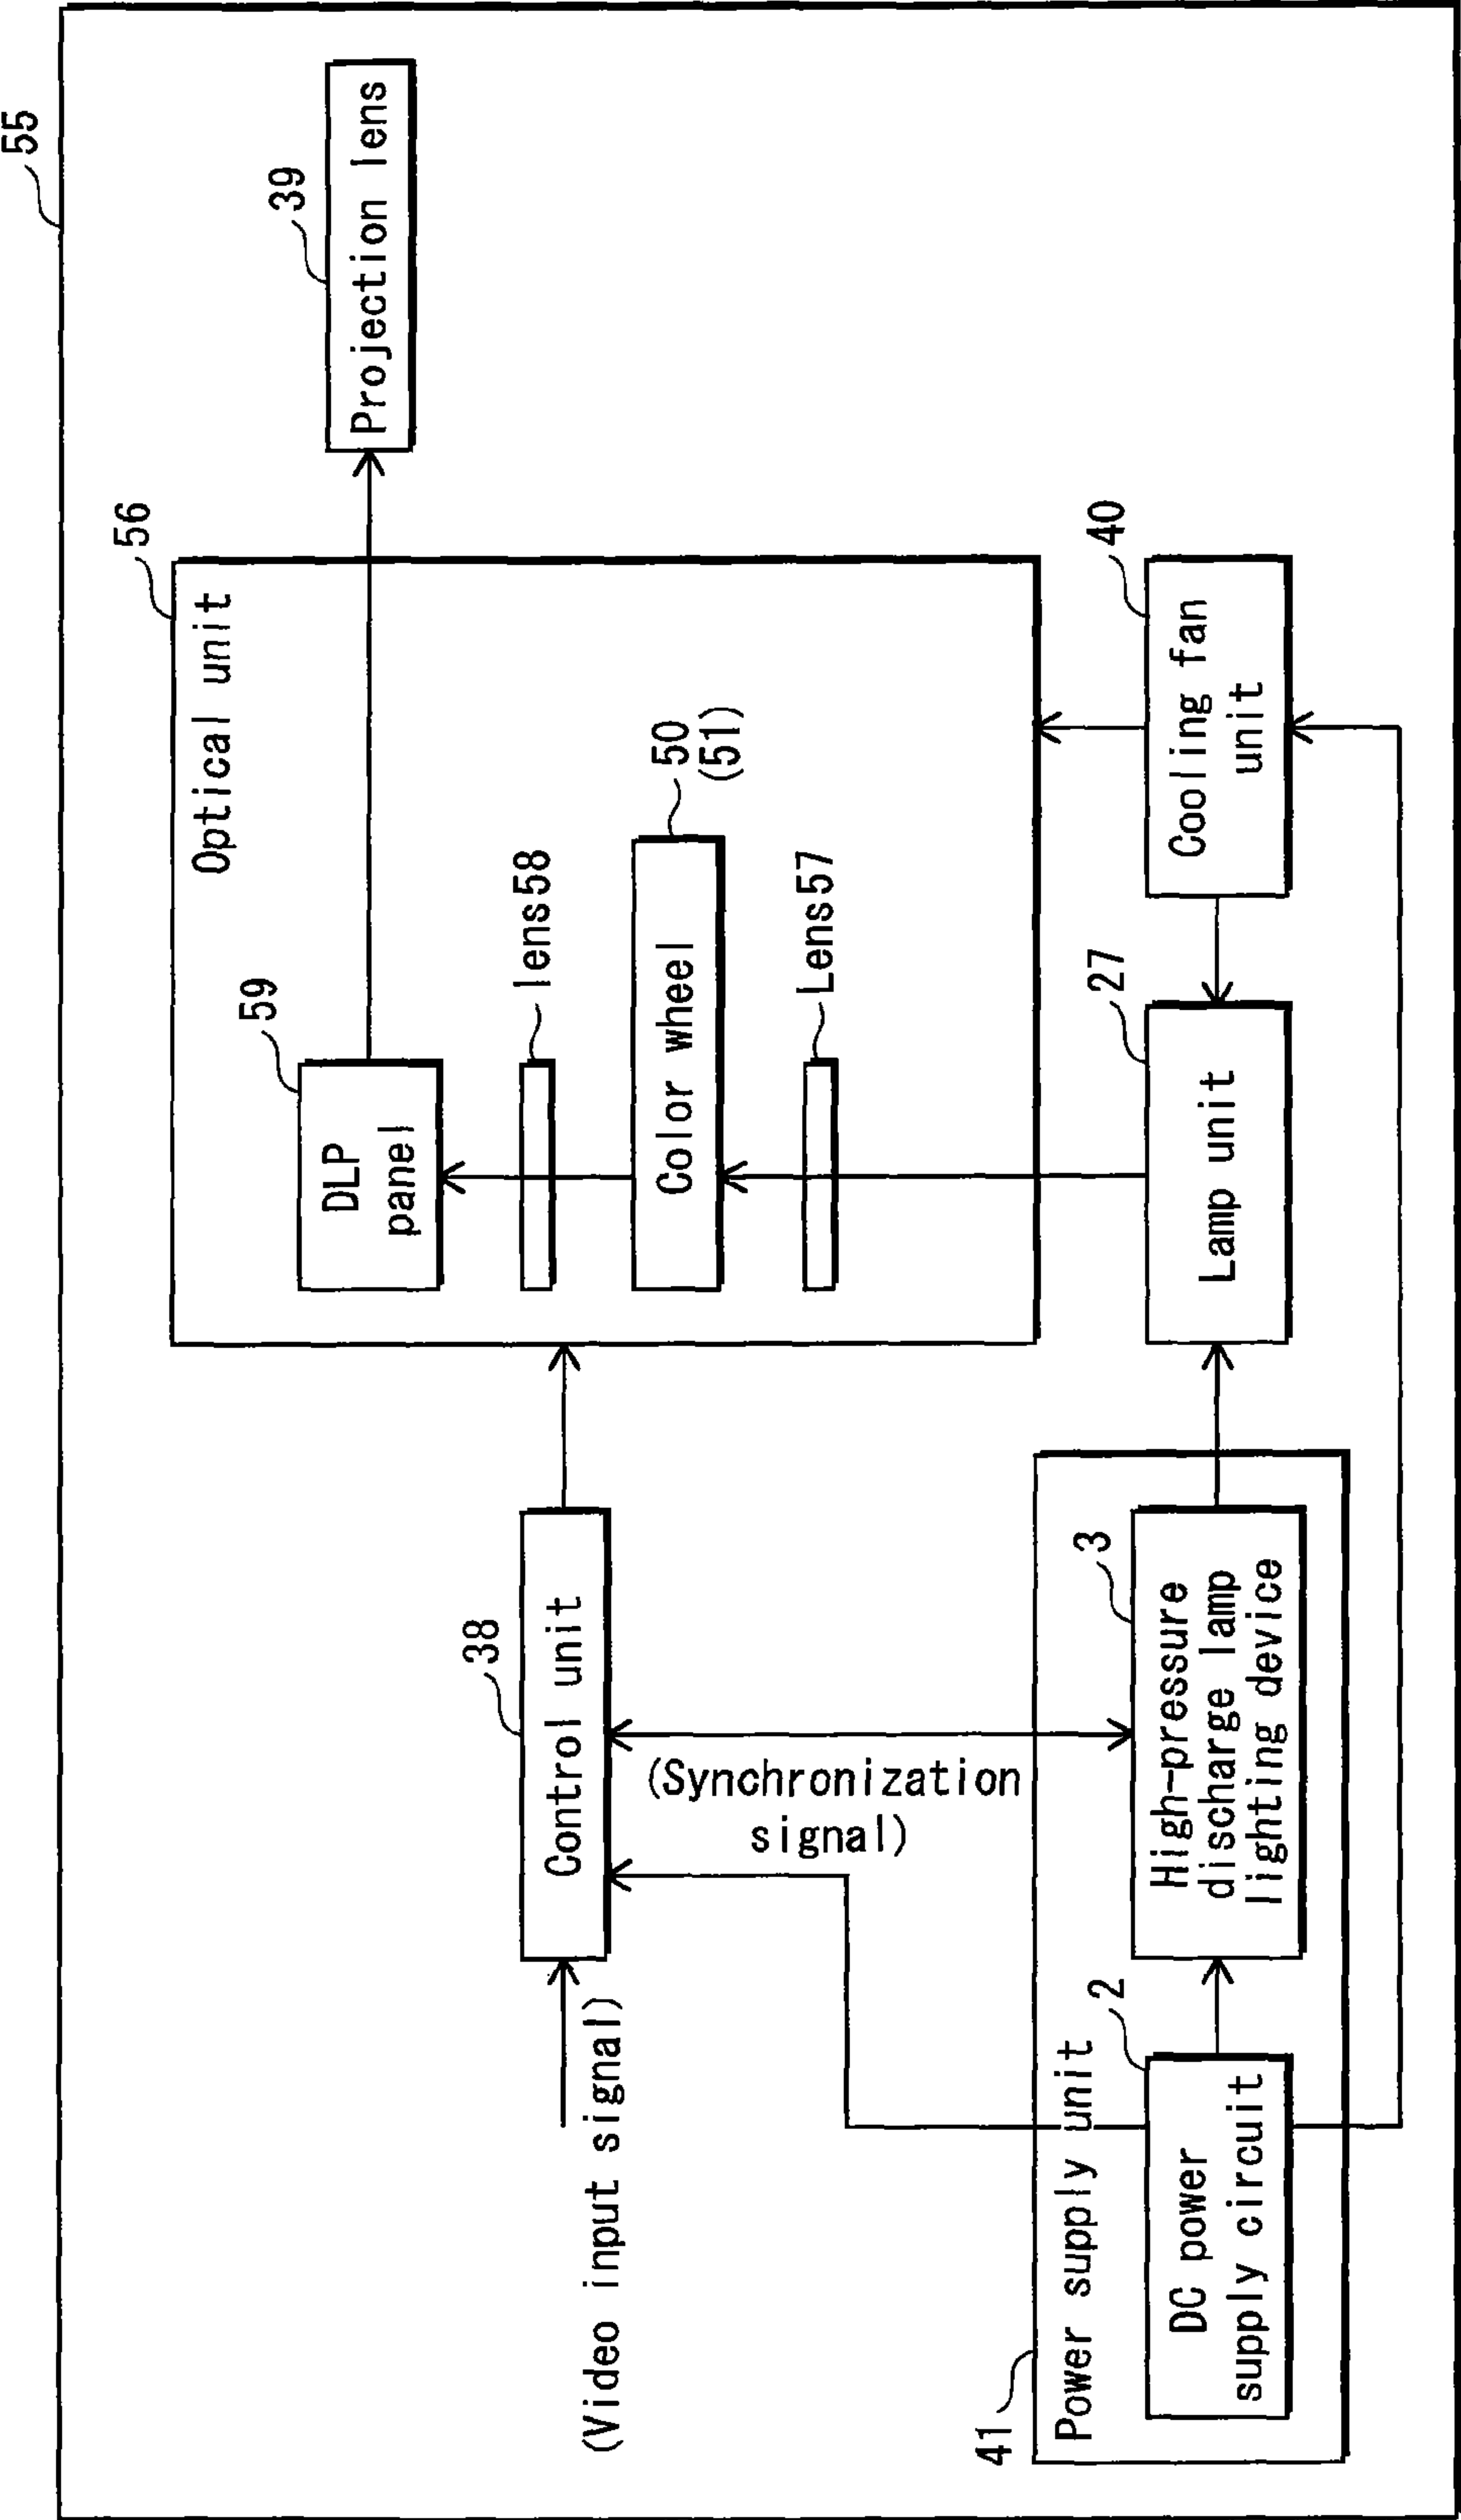 55
56
Optical unit
59
DLP
panel
39
Projection lens
lens58
38
Control unit
(Video input signal)
50
(51)
Color wheel
Lens57
(Synchronization
signal)
41
Power supply unit
2
DC power
supply circuit
3
High-pressure
discharge lamp
lighting device
27
Lamp unit
40
Cooling fan
unit